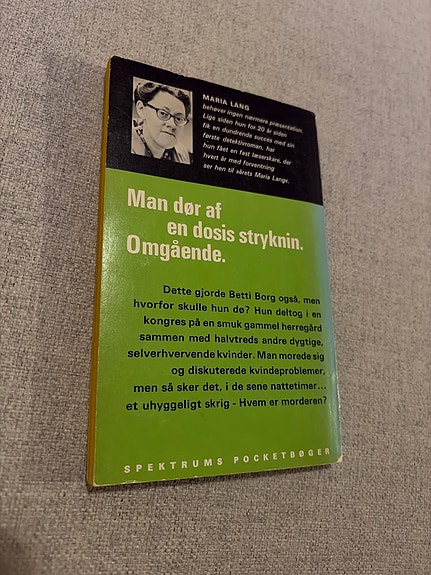 MARIA LANG
behøver ingen nærmere præsentation.
Lige siden hun for 20 år siden
fik en dundrende succes med sin
første detektivroman, har
hun fået en fast læserskare, der
hvert år med forventning
ser hen til »årets Maria Lang«.
Man dør af
en dosis stryknin.
Omgående.
Dette gjorde Betti Borg også, men
hvorfor skulle hun dø? Hun deltog i en
kongres på en smuk gammel herregård
sammen med halvtreds andre dygtige,
selverhvervende kvinder. Man morede sig
og diskuterede kvindeproblemer,
men så sker det, i de sene nattetimer...
et uhyggeligt skrig - Hvem er morderen?
SPEKTRUMS POCKETBØGER